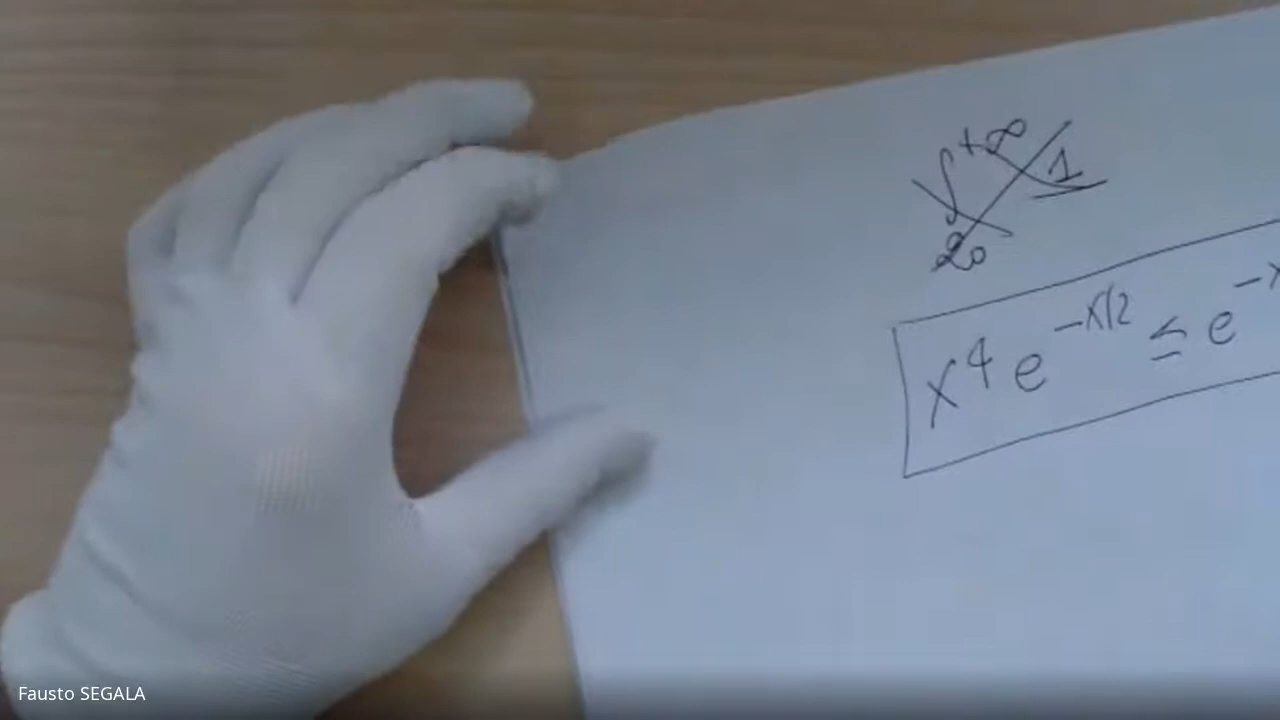 ∫ +∞ 1
20
x⁴ e^(-x/2) ≤ e^(-x
Fausto SEGALA